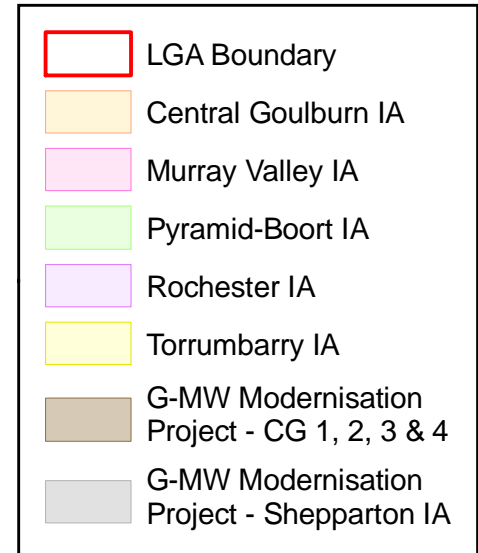 LGA Boundary
Central Goulburn IA
Murray Valley IA
Pyramid-Boort IA
Rochester IA
Torrumbarry IA
G-MW Modernisation
Project - CG 1, 2, 3 & 4
G-MW Modernisation
Project - Shepparton IA